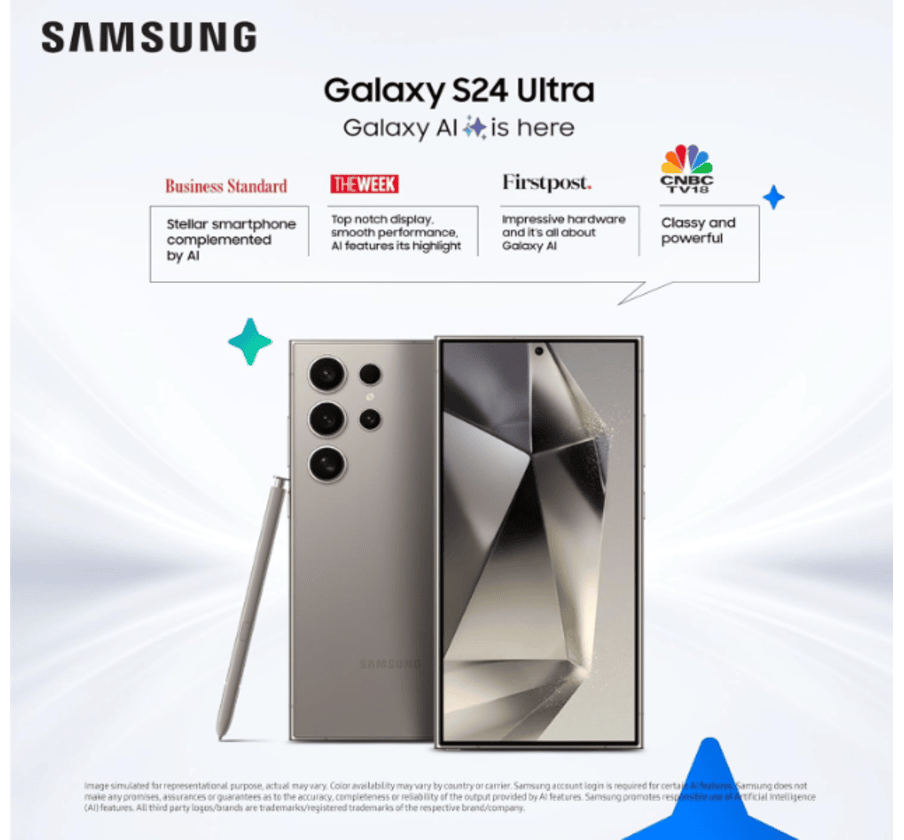 SAMSUNG
Galaxy S24 Ultra
Galaxy AI is here
Business Standard
Stellar smartphone
complemented
by AI
THE WEEK
Top notch display,
smooth performance,
AI features its highlight
Firstpost.
Impressive hardware
and it's all about
Galaxy AI
CNBC
TV18
Classy and
powerful
SAMSUNG
Image simulated for representational purpose, actual may vary. Color availability may vary by country or carrier. Samsung account login is required for certain AI features. Samsung does not
make any promises, assurances or guarantees as to the accuracy, completeness or reliability of the output provided by AI features. Samsung promotes responsible use of Artificial Intelligence
(AI) features. All third party logos/brands are trademarks/registered trademarks of the respective brand/company.